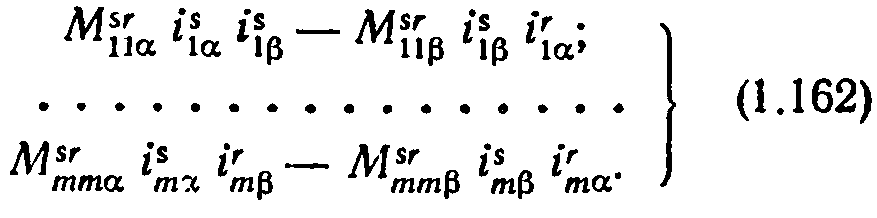 M^{sr}_{11α} i^s_{1α} i^s_{1β} — M^{sr}_{11β} i^s_{1β} i^r_{1α};
. . . . . . . . . . . . . . . . (1.162)
M^{sr}_{mmα} i^s_{mα} i^r_{mβ} — M^{sr}_{mmβ} i^s_{mβ} i^r_{mα}.